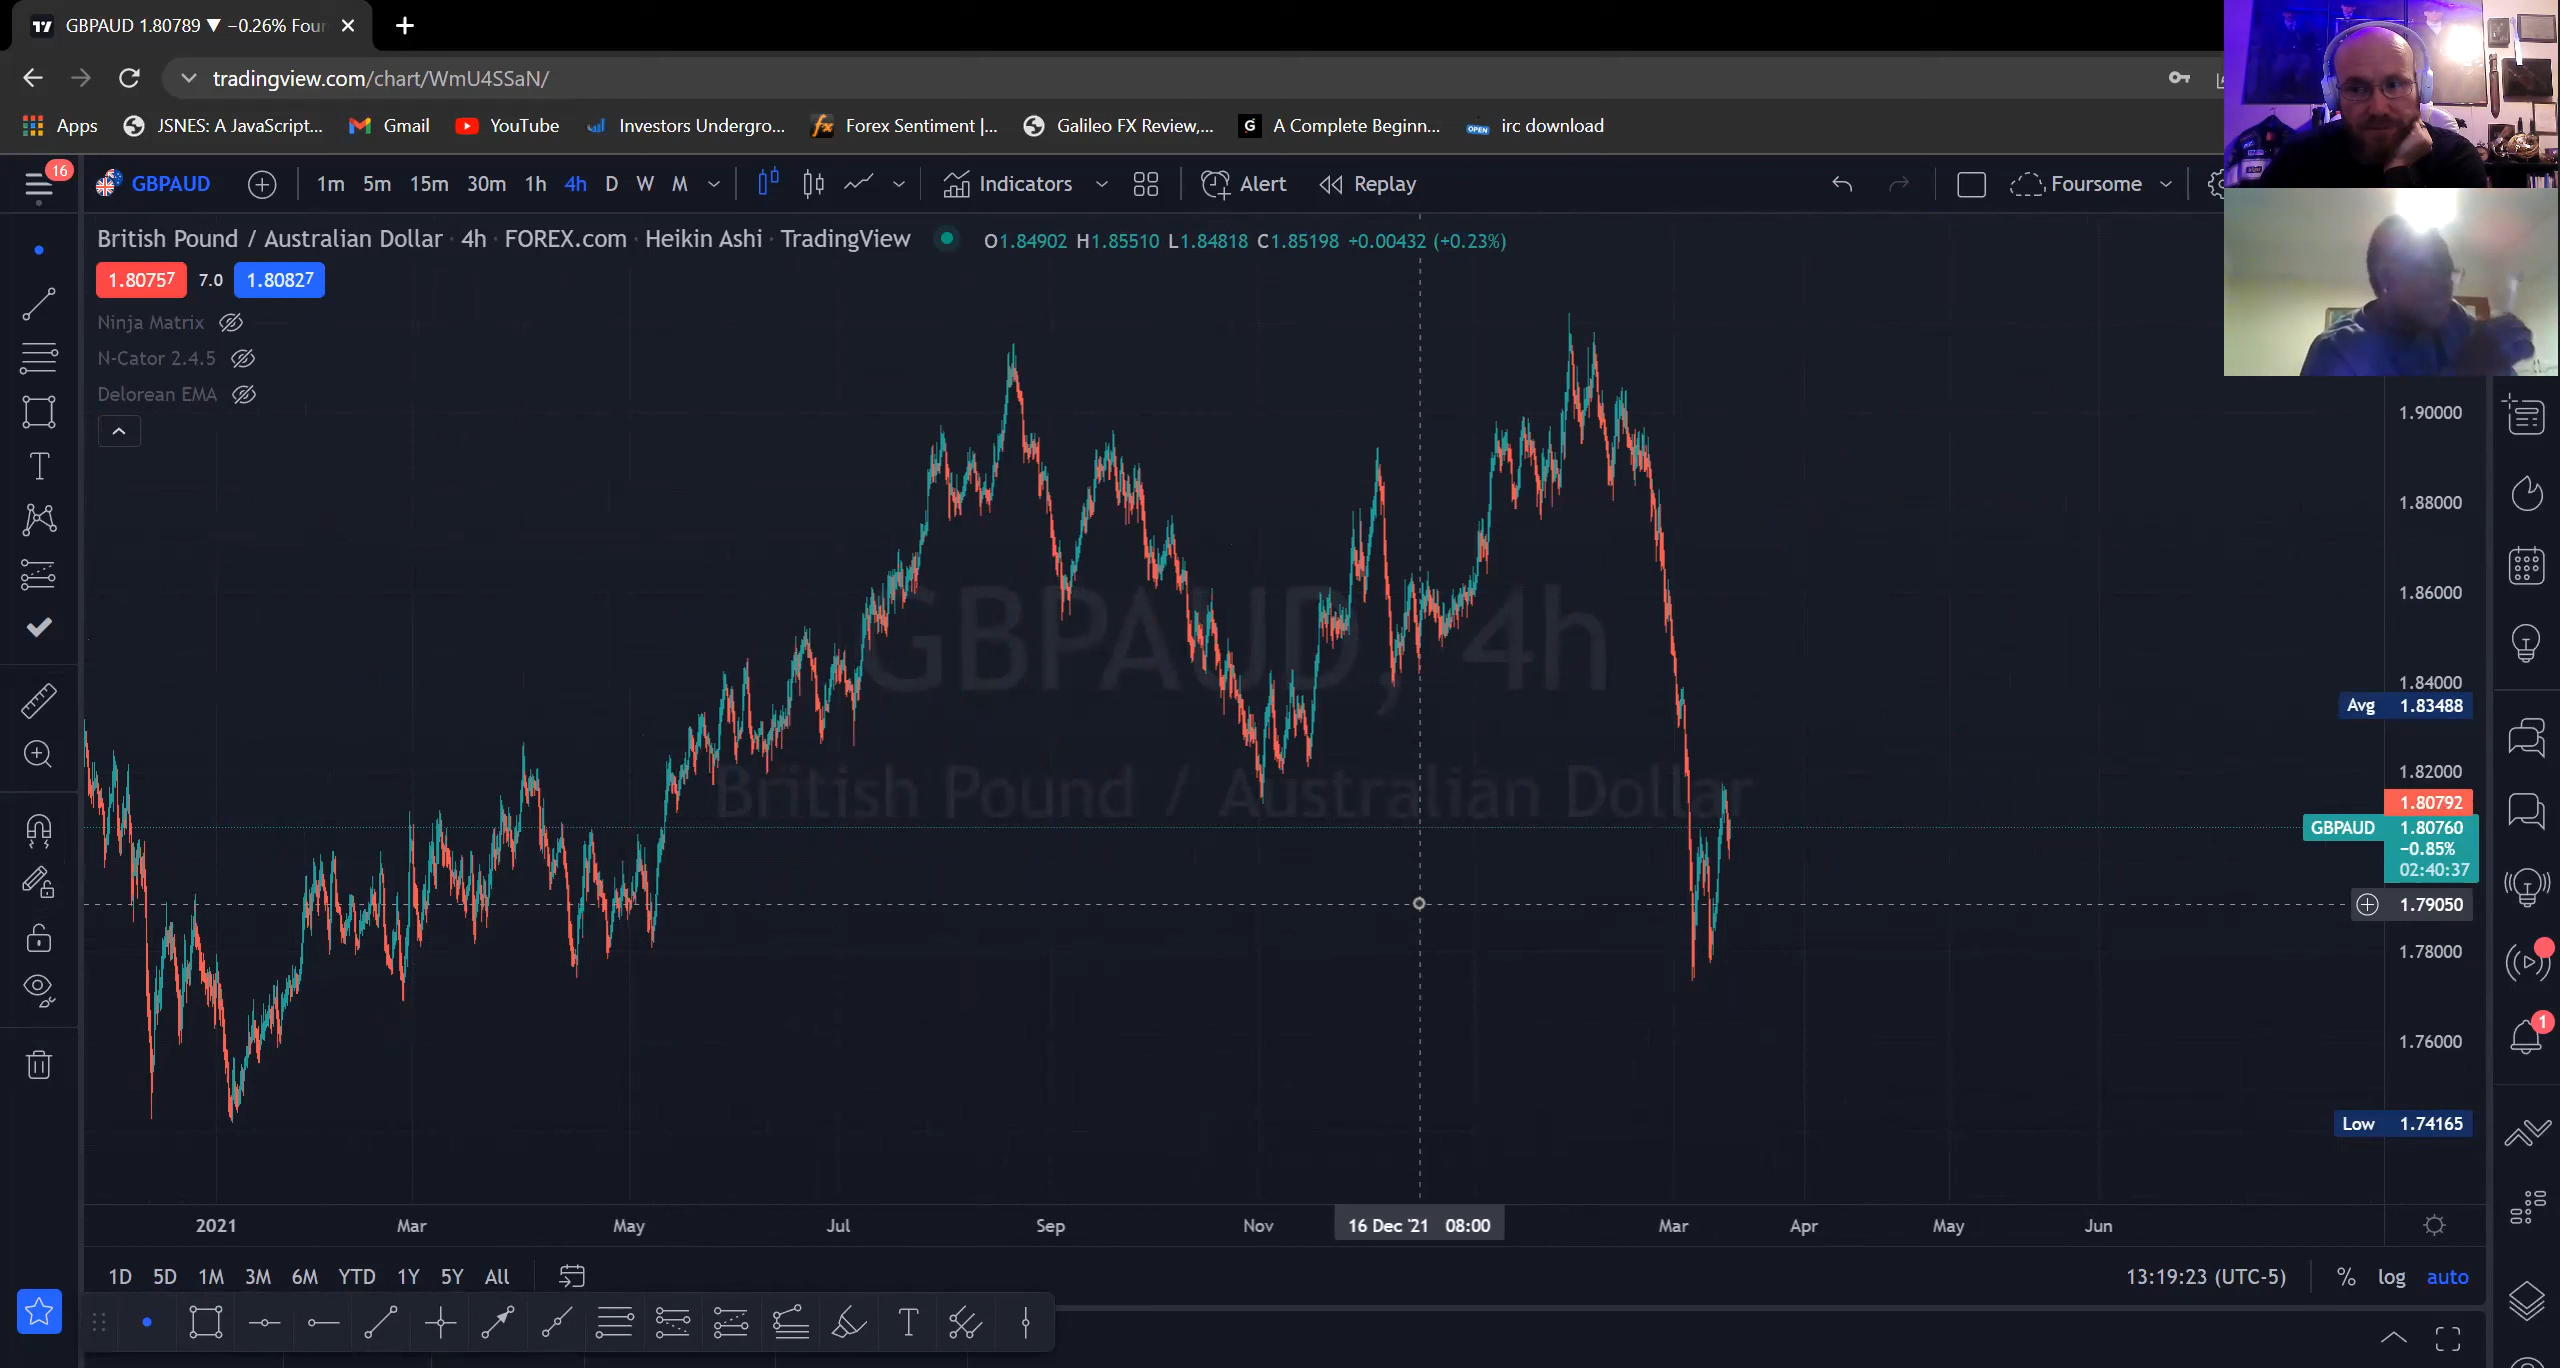 GBPAUD 1.80789 ▼ −0.26% Four
tradingview.com/chart/WmU4SSaN/
Apps JSNES: A JavaScript... Gmail YouTube Investors Undergro... Forex Sentiment |... Galileo FX Review,... A Complete Beginn... irc download
16
GBPAUD 1m 5m 15m 30m 1h 4h D W M Indicators Alert Replay Foursome
British Pound / Australian Dollar · 4h · FOREX.com · Heikin Ashi · TradingView O1.84902 H1.85510 L1.84818 C1.85198 +0.00432 (+0.23%)
1.80757 7.0 1.80827
Ninja Matrix
N-Cator 2.4.5
Delorean EMA
GBPAUD, 4h
British Pound / Australian Dollar
1.90000
1.88000
1.86000
1.84000
Avg 1.83488
1.82000
1.80792
GBPAUD 1.80760
−0.85%
02:40:37
1.79050
1.78000
1.76000
Low 1.74165
1
2021 Mar May Jul Sep Nov 16 Dec '21 08:00 Mar Apr May Jun
1D 5D 1M 3M 6M YTD 1Y 5Y All 13:19:23 (UTC-5) % log auto